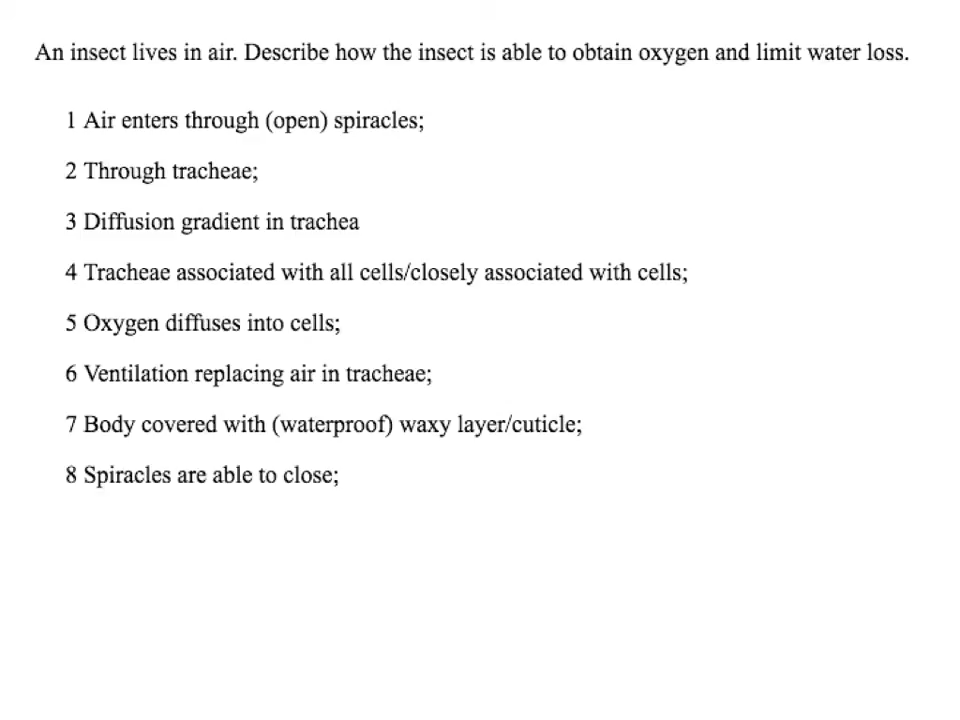 An insect lives in air. Describe how the insect is able to obtain oxygen and limit water loss.
1 Air enters through (open) spiracles;
2 Through tracheae;
3 Diffusion gradient in trachea
4 Tracheae associated with all cells/closely associated with cells;
5 Oxygen diffuses into cells;
6 Ventilation replacing air in tracheae;
7 Body covered with (waterproof) waxy layer/cuticle;
8 Spiracles are able to close;